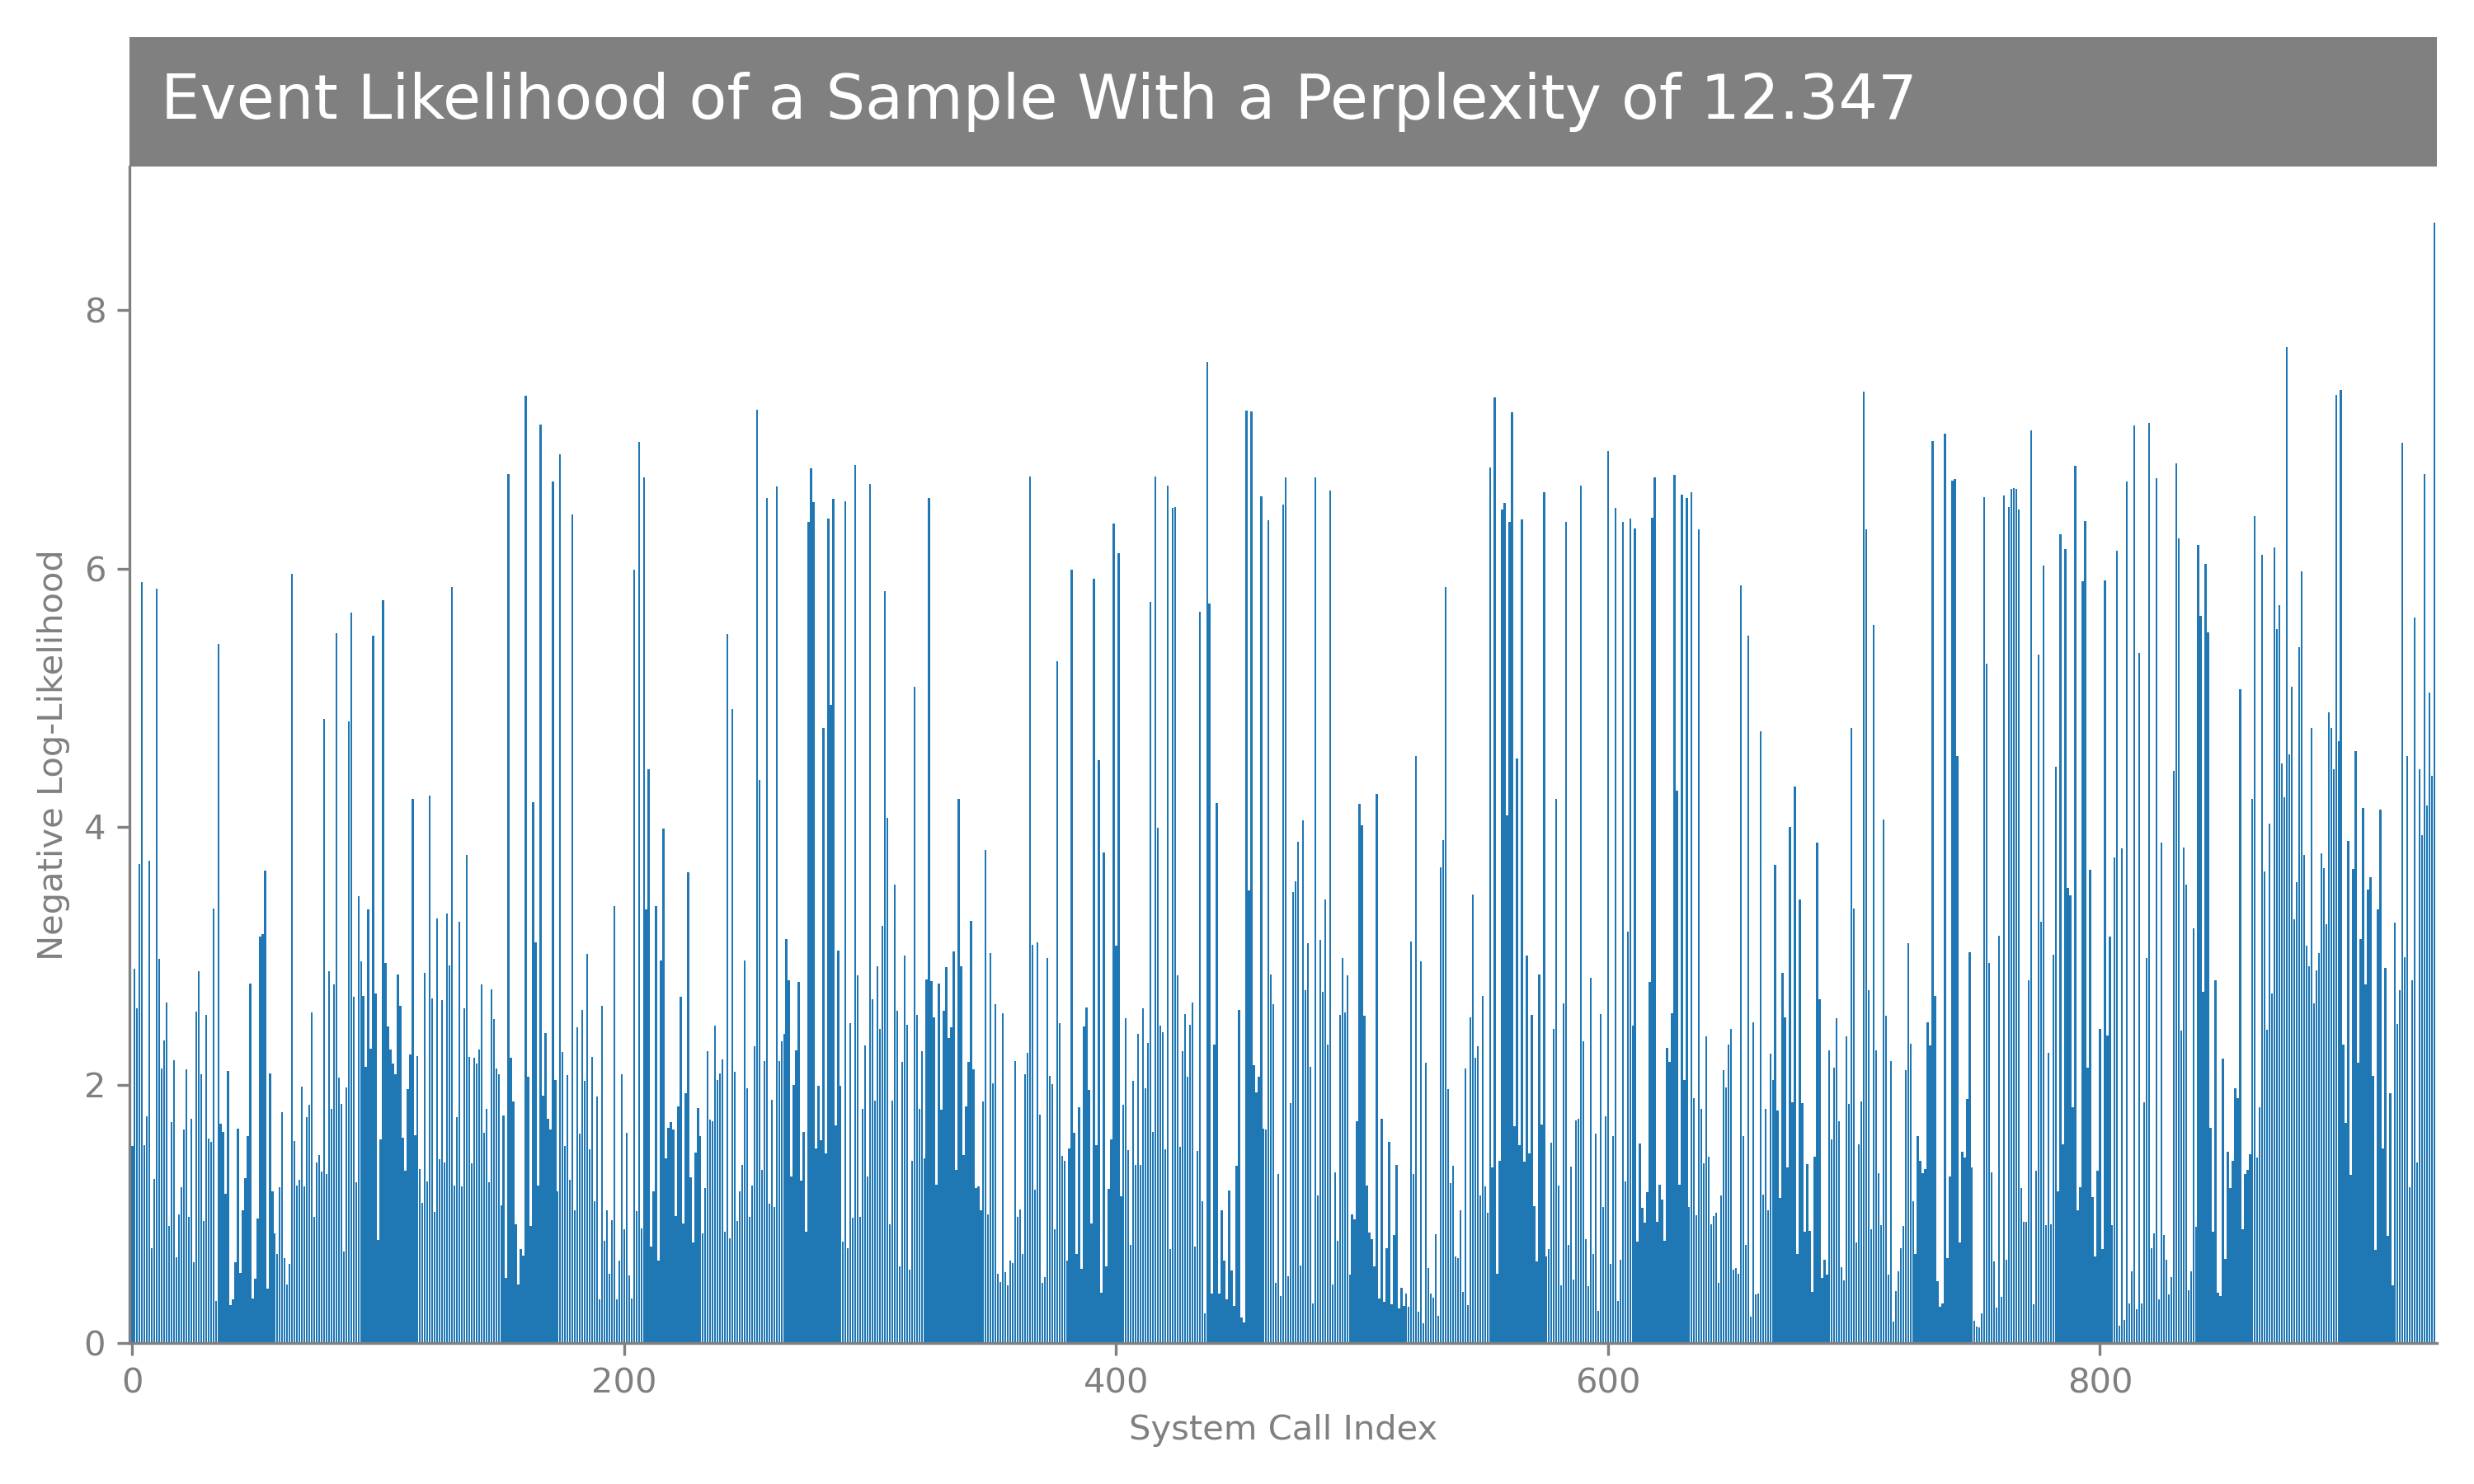 Event Likelihood of a Sample With a Perplexity of 12.347
Negative Log-Likelihood
8
6
4
2
0
0 200 400 600 800
System Call Index